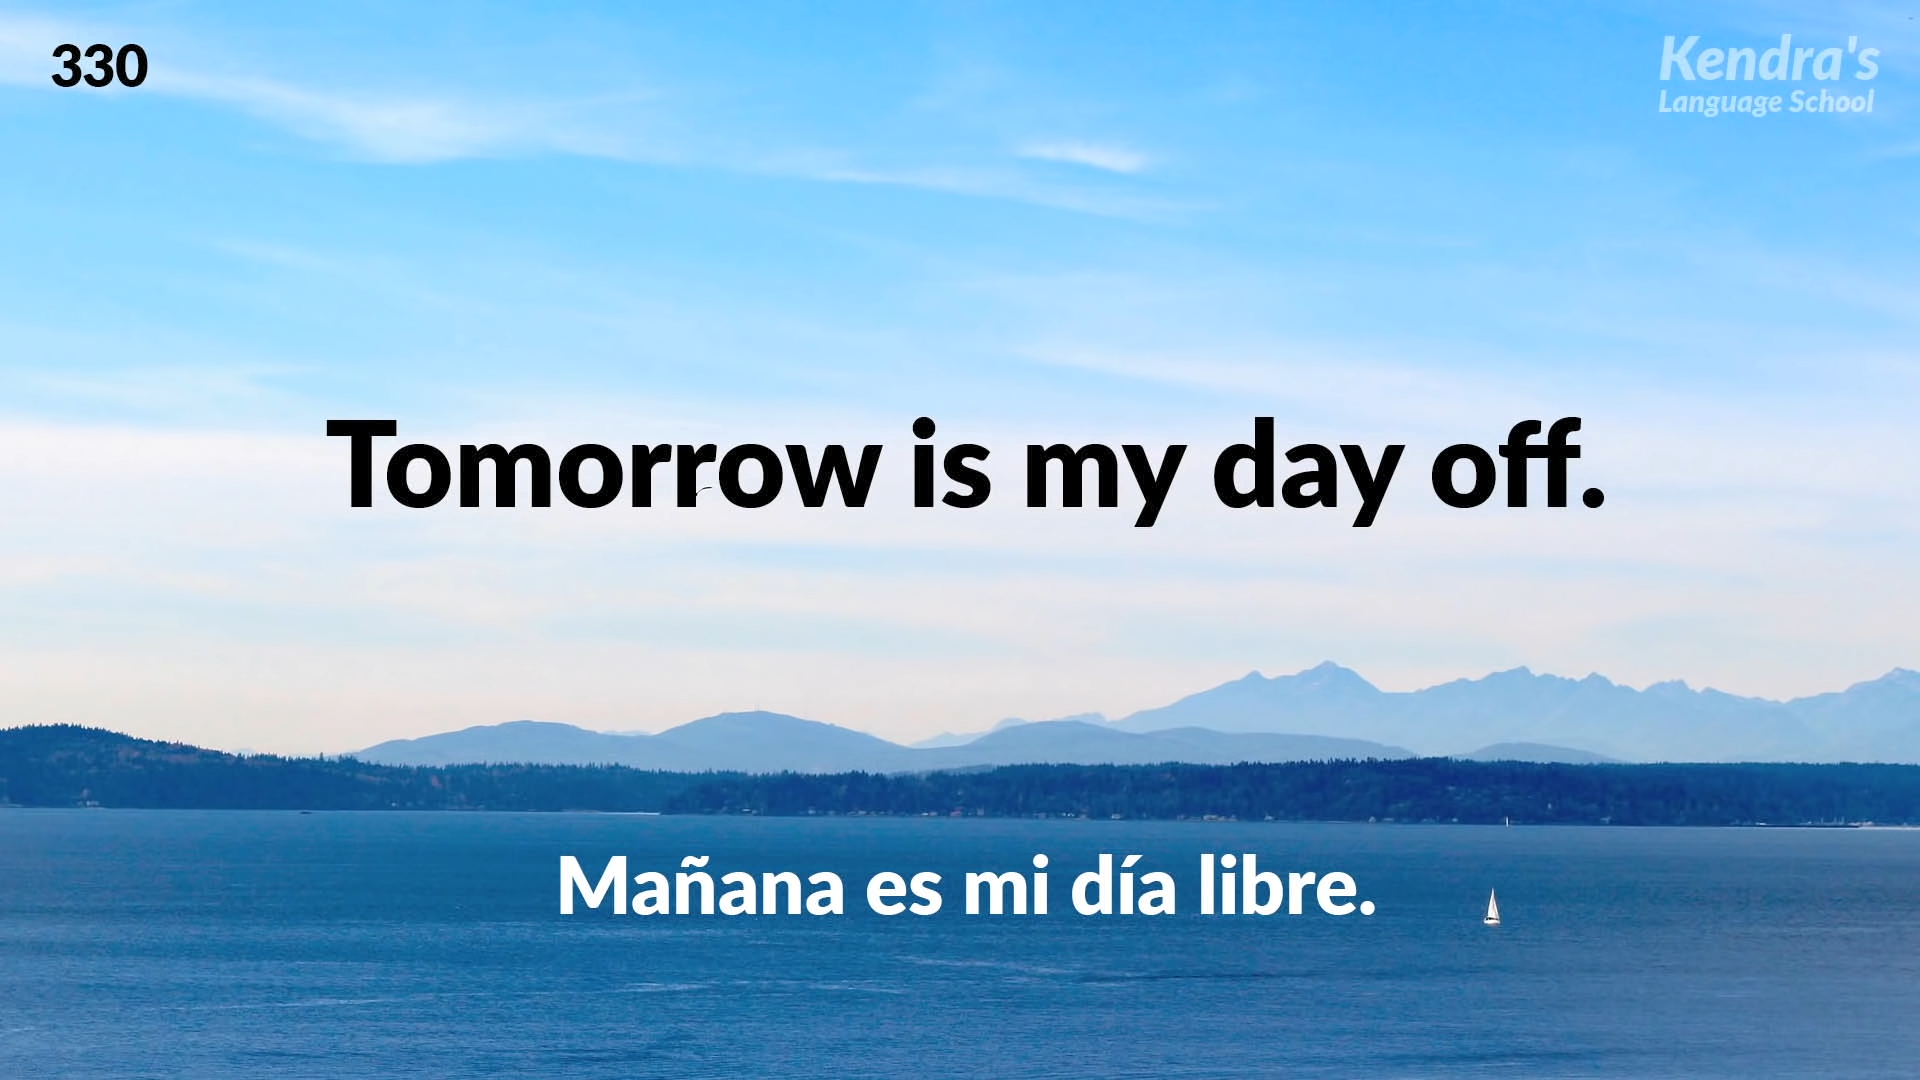 330
Kendra's
Language School
Tomorrow is my day off.
Mañana es mi día libre.